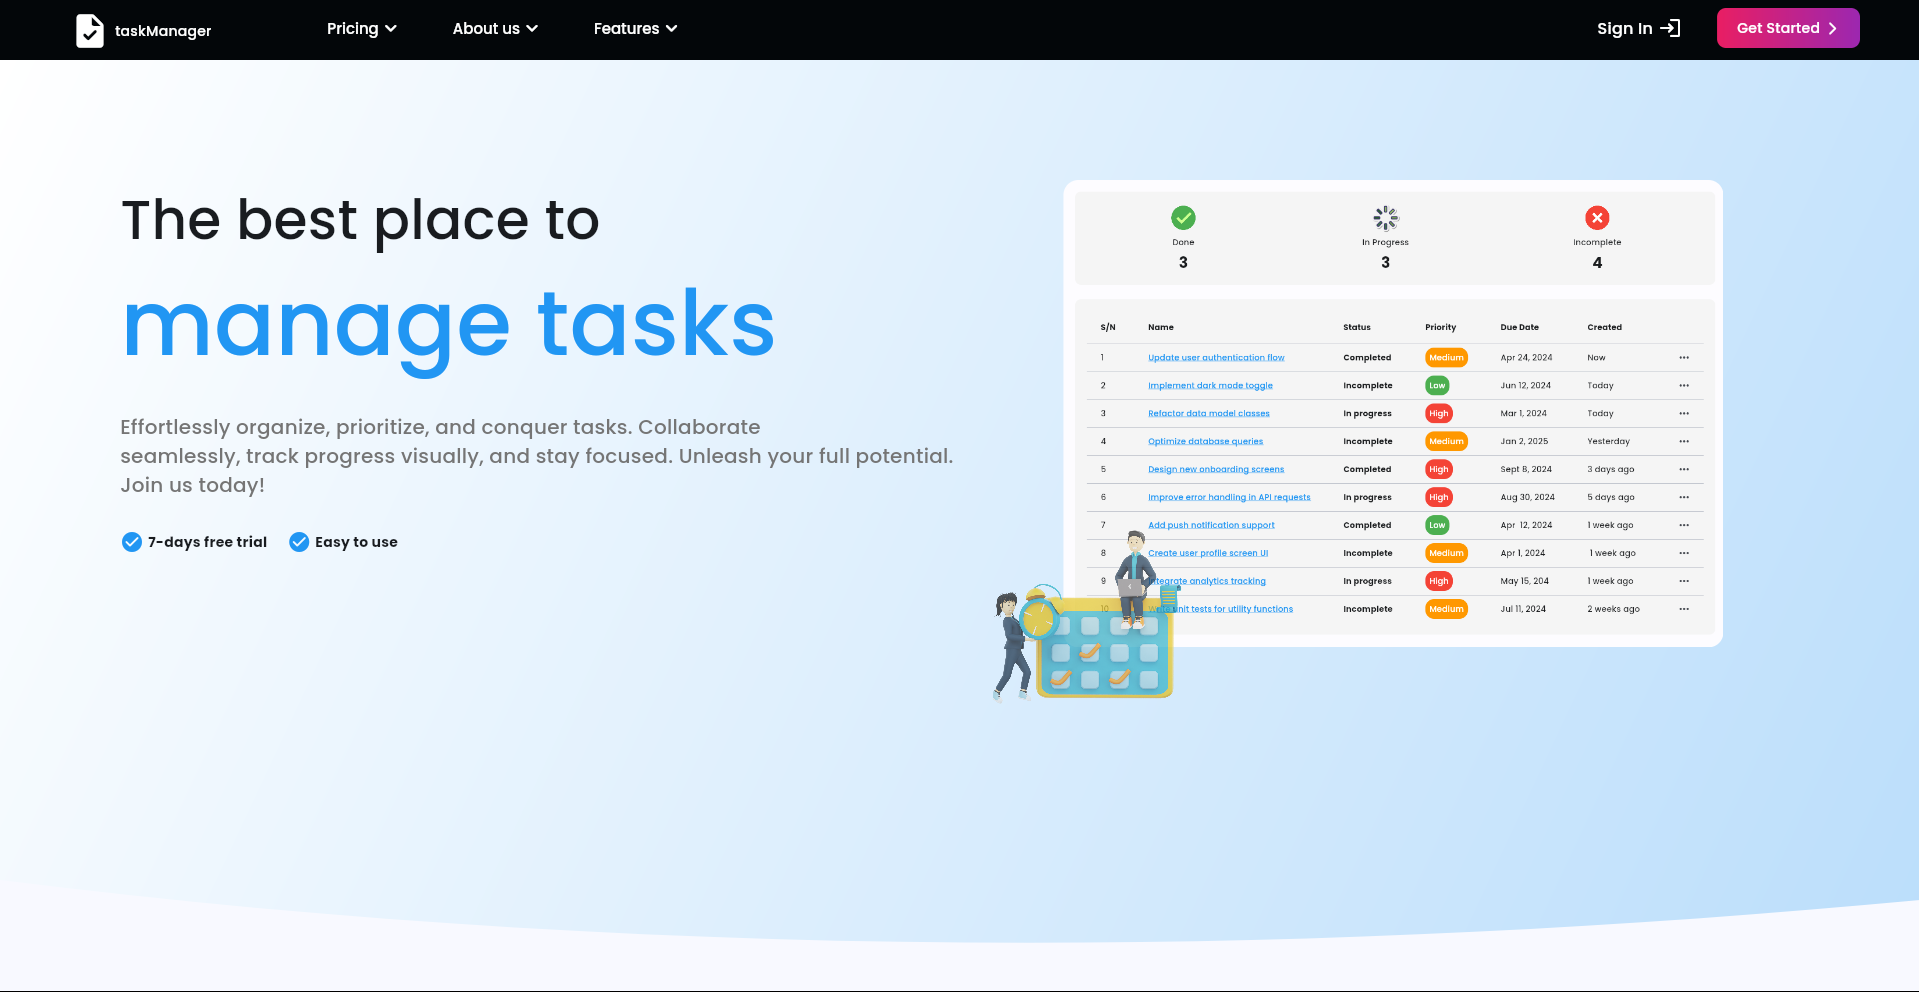 taskManager Pricing About us Features Sign In Get Started
The best place to
manage tasks
Effortlessly organize, prioritize, and conquer tasks. Collaborate
seamlessly, track progress visually, and stay focused. Unleash your full potential.
Join us today!
7-days free trial Easy to use
Done In Progress Incomplete
3 3 4
S/N Name Status Priority Due Date Created
1 Update user authentication flow Completed Medium Apr 24, 2024 Now
2 Implement dark mode toggle Incomplete Low Jun 12, 2024 Today
3 Refactor data model classes In progress High Mar 1, 2024 Today
4 Optimize database queries Incomplete Medium Jan 2, 2025 Yesterday
5 Design new onboarding screens Completed High Sept 8, 2024 3 days ago
6 Improve error handling in API requests In progress High Aug 30, 2024 5 days ago
7 Add push notification support Completed Low Apr 12, 2024 1 week ago
8 Create user profile screen UI Incomplete Medium Apr 1, 2024 1 week ago
9 Integrate analytics tracking In progress High May 15, 204 1 week ago
10 Write unit tests for utility functions Incomplete Medium Jul 11, 2024 2 weeks ago